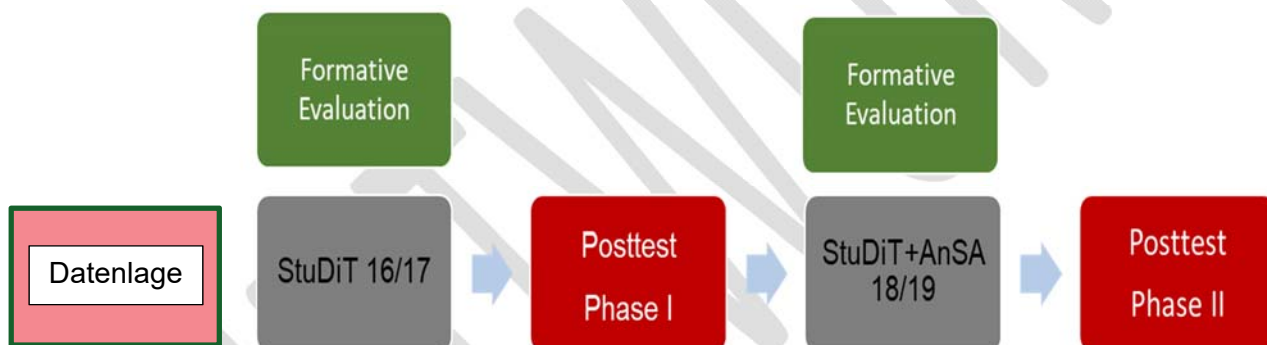 Formative
Evaluation
Formative
Evaluation
Datenlage
StuDiT 16/17
Posttest
Phase I
StuDiT+AnSA
18/19
Posttest
Phase II